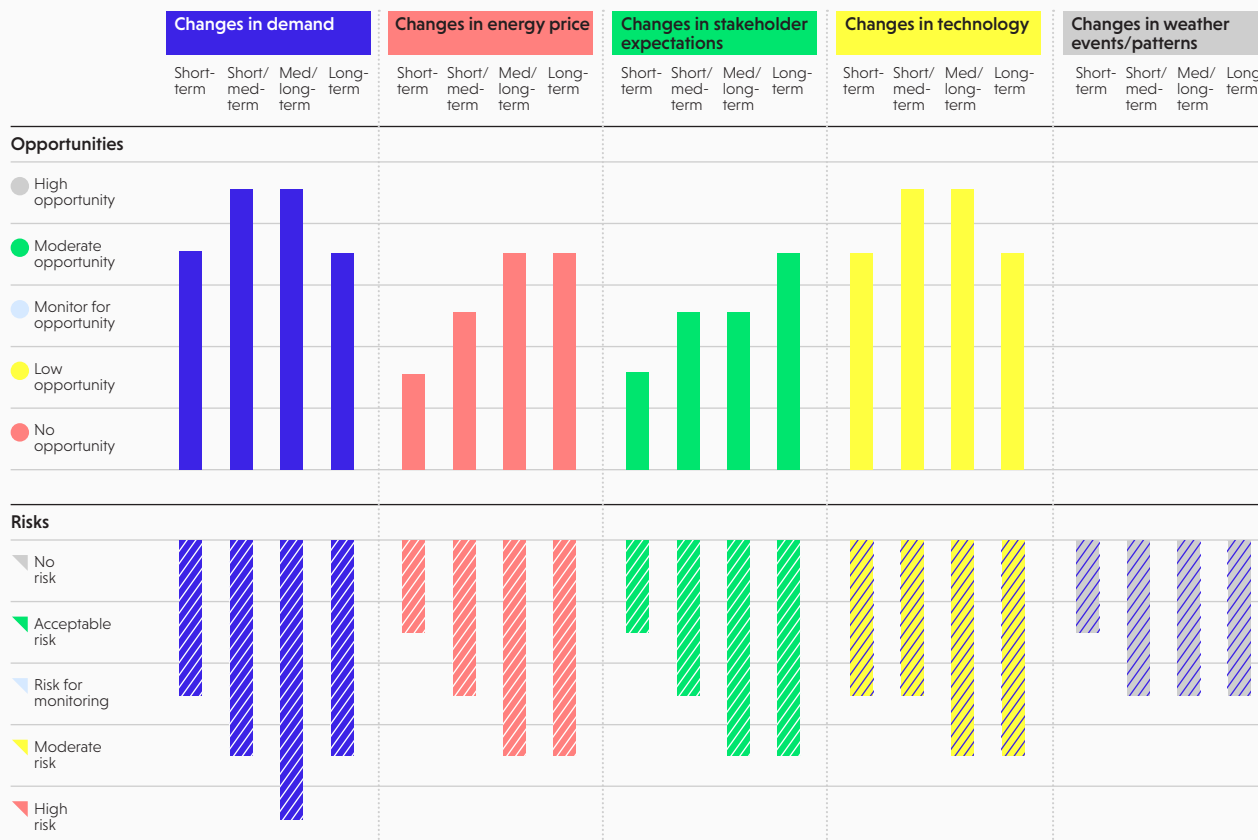 Changes in demand
Changes in energy price
Changes in stakeholder
expectations
Changes in technology
Changes in weather
events/patterns
Short-
term
Short/
med-
term
Med/
long-
term
Long-
term
Short-
term
Short/
med-
term
Med/
long-
term
Long-
term
Short-
term
Short/
med-
term
Med/
long-
term
Long-
term
Short-
term
Short/
med-
term
Med/
long-
term
Long-
term
Short-
term
Short/
med-
term
Med/
long-
term
Long
term
Opportunities
High
opportunity
Moderate
opportunity
Monitor for
opportunity
Low
opportunity
No
opportunity
Risks
No
risk
Acceptable
risk
Risk for
monitoring
Moderate
risk
High
risk